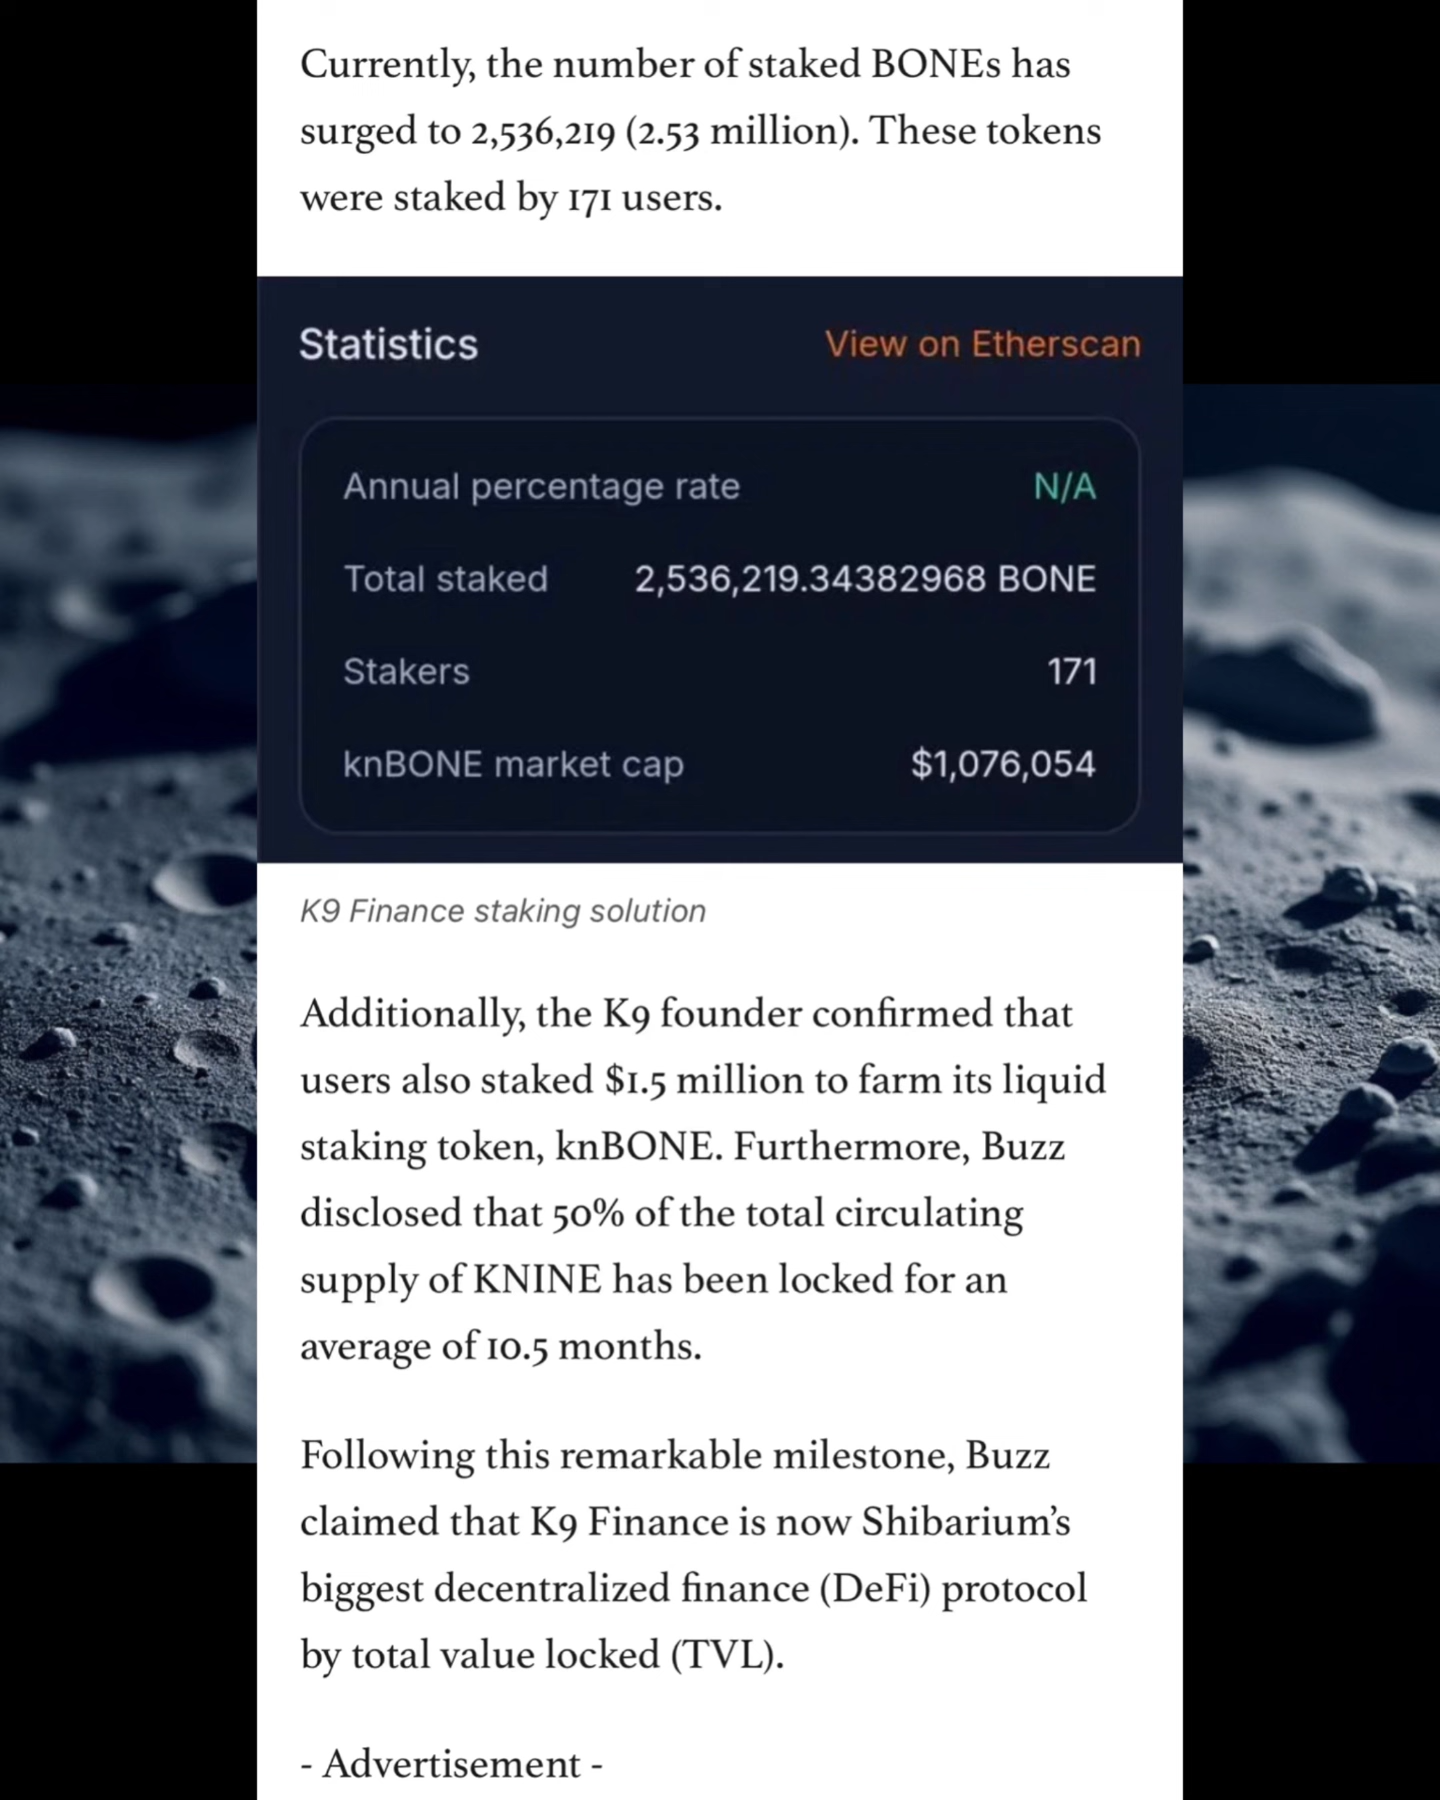 Currently, the number of staked BONEs has
surged to 2,536,219 (2.53 million). These tokens
were staked by 171 users.
Statistics
View on Etherscan
Annual percentage rate N/A
Total staked 2,536,219.34382968 BONE
Stakers 171
knBONE market cap $1,076,054
K9 Finance staking solution
Additionally, the K9 founder confirmed that
users also staked $1.5 million to farm its liquid
staking token, knBONE. Furthermore, Buzz
disclosed that 50% of the total circulating
supply of KNINE has been locked for an
average of 10.5 months.
Following this remarkable milestone, Buzz
claimed that K9 Finance is now Shibarium’s
biggest decentralized finance (DeFi) protocol
by total value locked (TVL).
- Advertisement -